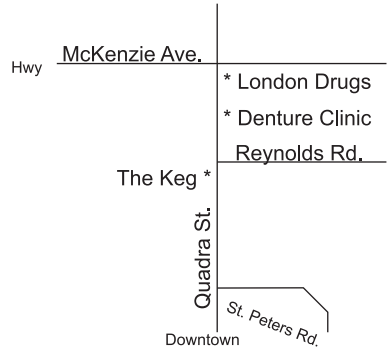 McKenzie Ave.
Hwy
* London Drugs
* Denture Clinic
Reynolds Rd.
The Keg *
Quadra St.
St. Peters Rd.
Downtown